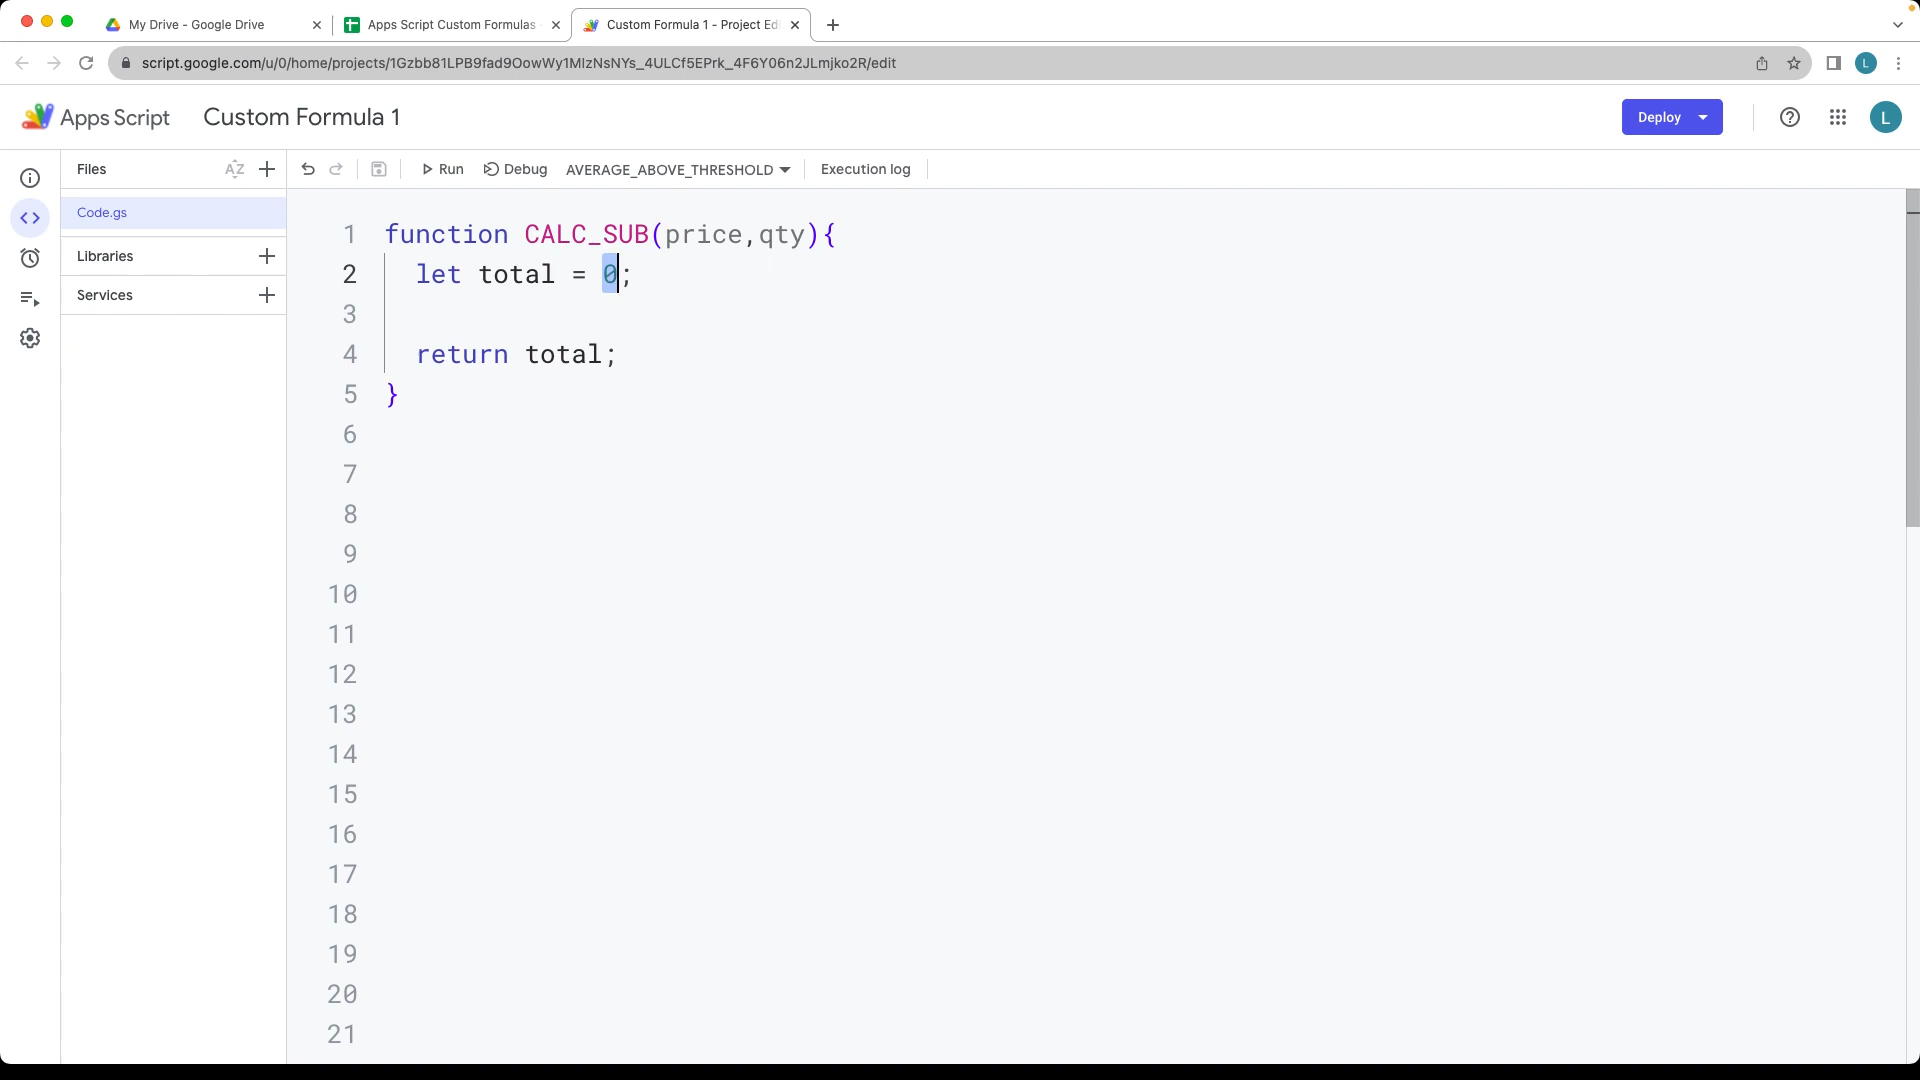 My Drive - Google Drive
Apps Script Custom Formulas
Custom Formula 1 - Project Ed
script.google.com/u/0/home/projects/1Gzbb81LPB9fad9OowWy1MIzNsNYs_4ULCf5EPrk_4F6Y06n2JLmjko2R/edit
L
Apps Script
Custom Formula 1
Deploy
L
Files
AZ
Run
Debug
AVERAGE_ABOVE_THRESHOLD
Execution log
Code.gs
Libraries
Services
1 function CALC_SUB(price,qty){
2 let total = 0;
3
4 return total;
5 }
6
7
8
9
10
11
12
13
14
15
16
17
18
19
20
21